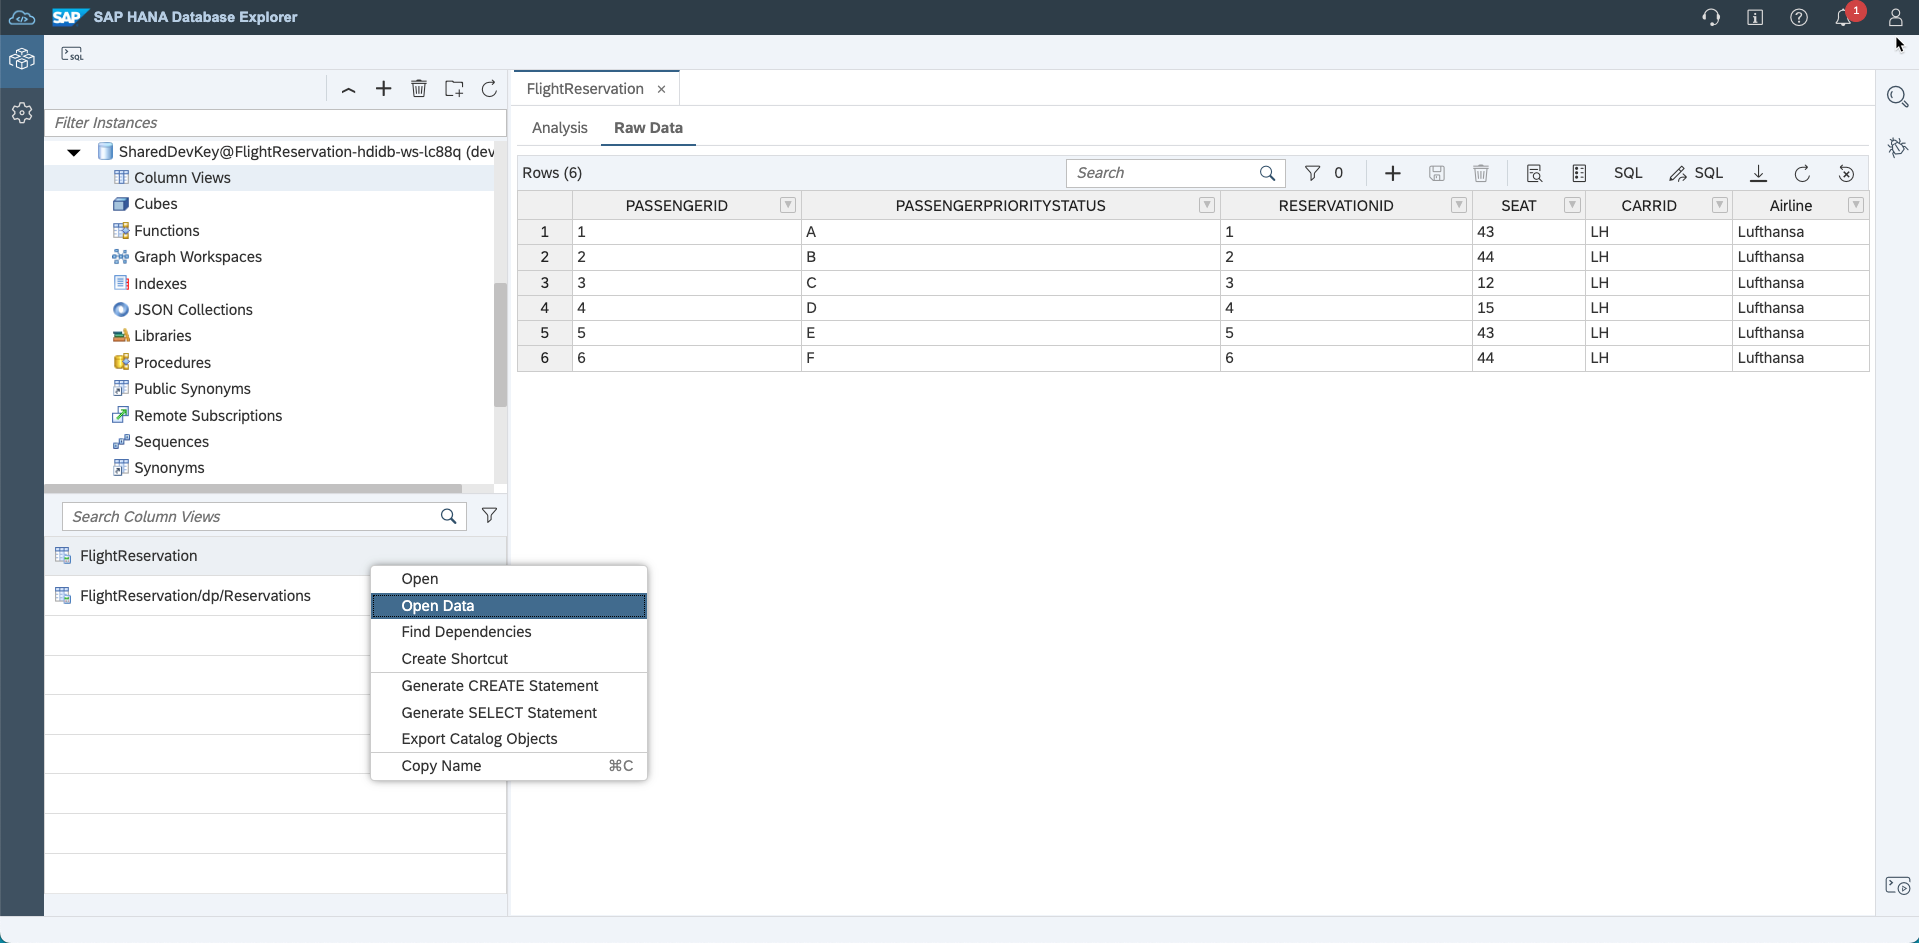 SAP SAP HANA Database Explorer 1
SQL
Filter Instances
SharedDevKey@FlightReservation-hdidb-ws-lc88q (dev
Column Views
Cubes
Functions
Graph Workspaces
Indexes
JSON Collections
Libraries
Procedures
Public Synonyms
Remote Subscriptions
Sequences
Synonyms
Search Column Views
FlightReservation
FlightReservation/dp/Reservations
Open
Open Data
Find Dependencies
Create Shortcut
Generate CREATE Statement
Generate SELECT Statement
Export Catalog Objects
Copy Name ⌘C
FlightReservation ×
Analysis Raw Data
Rows (6) Search 0 SQL SQL
PASSENGERID PASSENGERPRIORITYSTATUS RESERVATIONID SEAT CARRID Airline
1 1 A 1 43 LH Lufthansa
2 2 B 2 44 LH Lufthansa
3 3 C 3 12 LH Lufthansa
4 4 D 4 15 LH Lufthansa
5 5 E 5 43 LH Lufthansa
6 6 F 6 44 LH Lufthansa